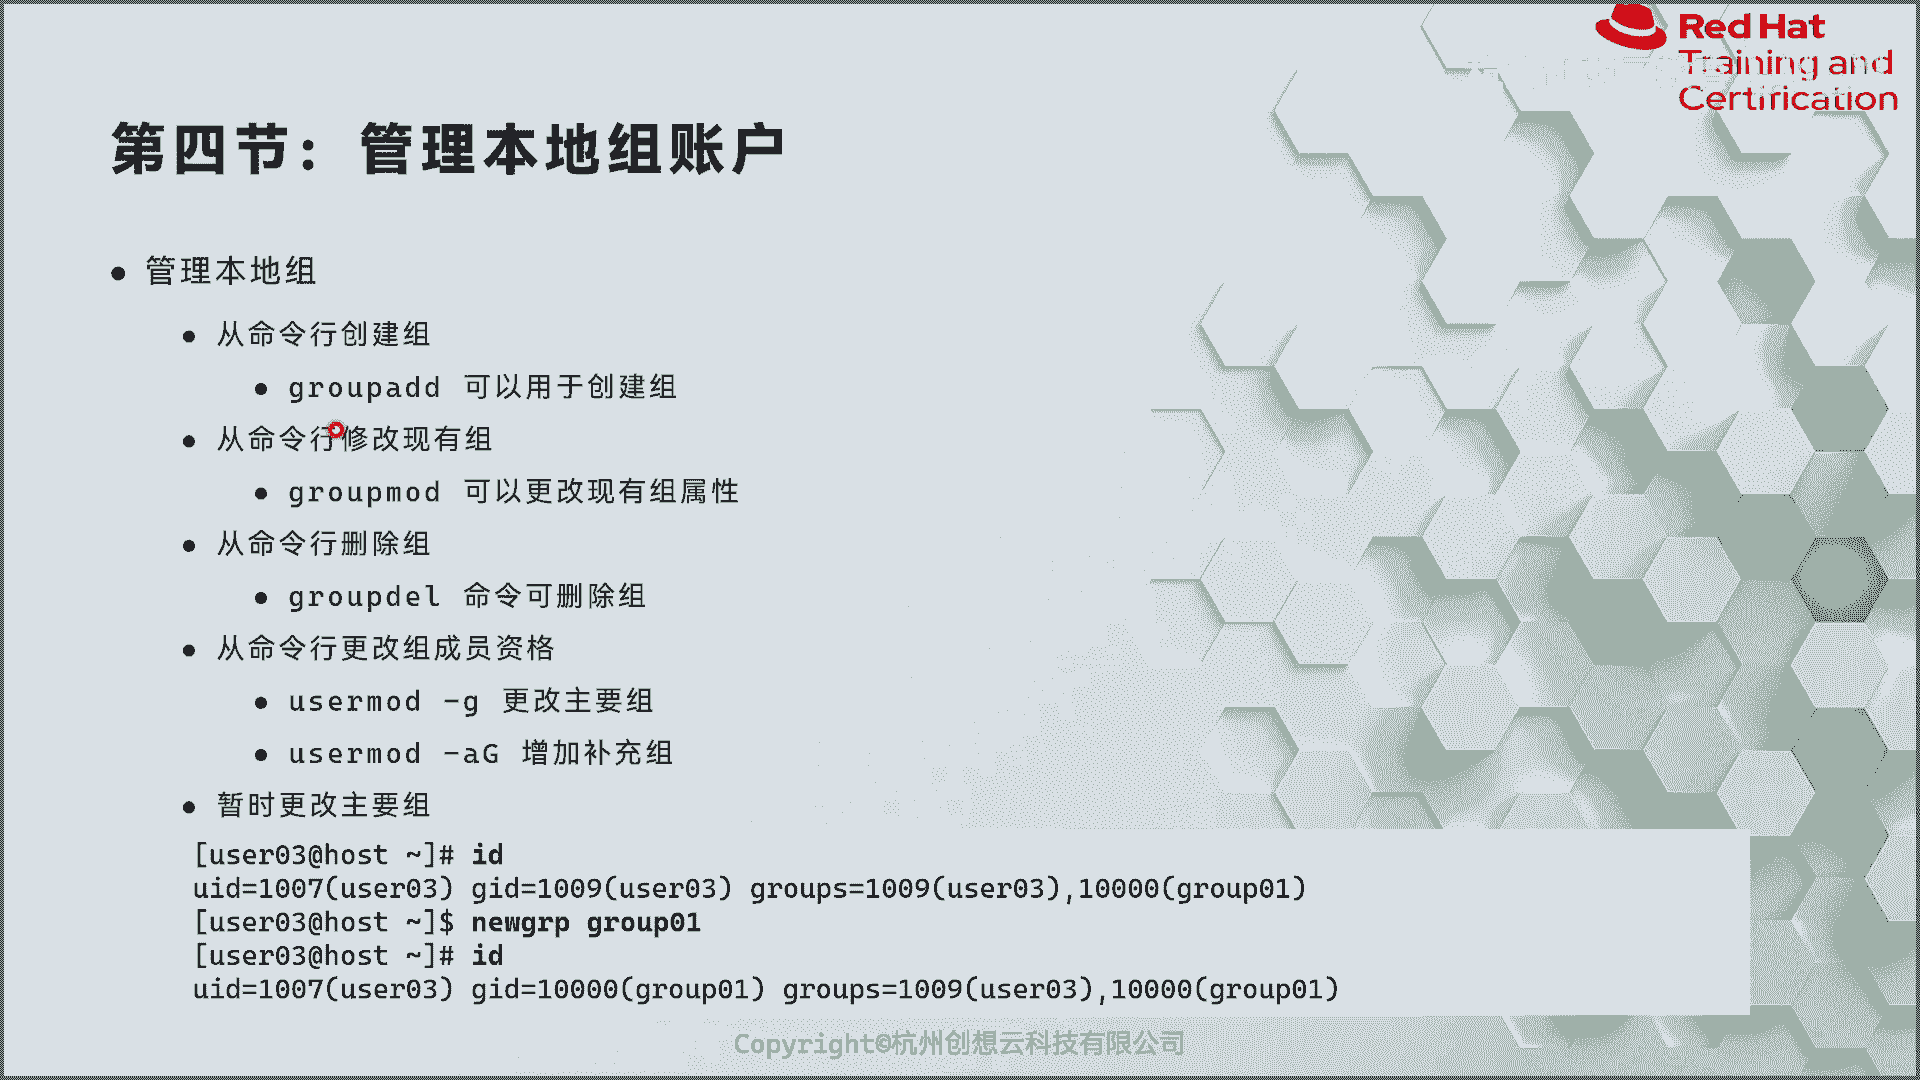 Red Hat
Training and
Certification
第四节：管理本地组账户
● 管理本地组
● 从命令行创建组
● groupadd 可以用于创建组
● 从命令行修改现有组
● groupmod 可以更改现有组属性
● 从命令行删除组
● groupdel 命令可删除组
● 从命令行更改组成员资格
● usermod -g 更改主要组
● usermod -aG 增加补充组
● 暂时更改主要组
[user03@host ~]# id
uid=1007(user03) gid=1009(user03) groups=1009(user03),10000(group01)
[user03@host ~]$ newgrp group01
[user03@host ~]# id
uid=1007(user03) gid=10000(group01) groups=1009(user03),10000(group01)
Copyright©杭州创想云科技有限公司